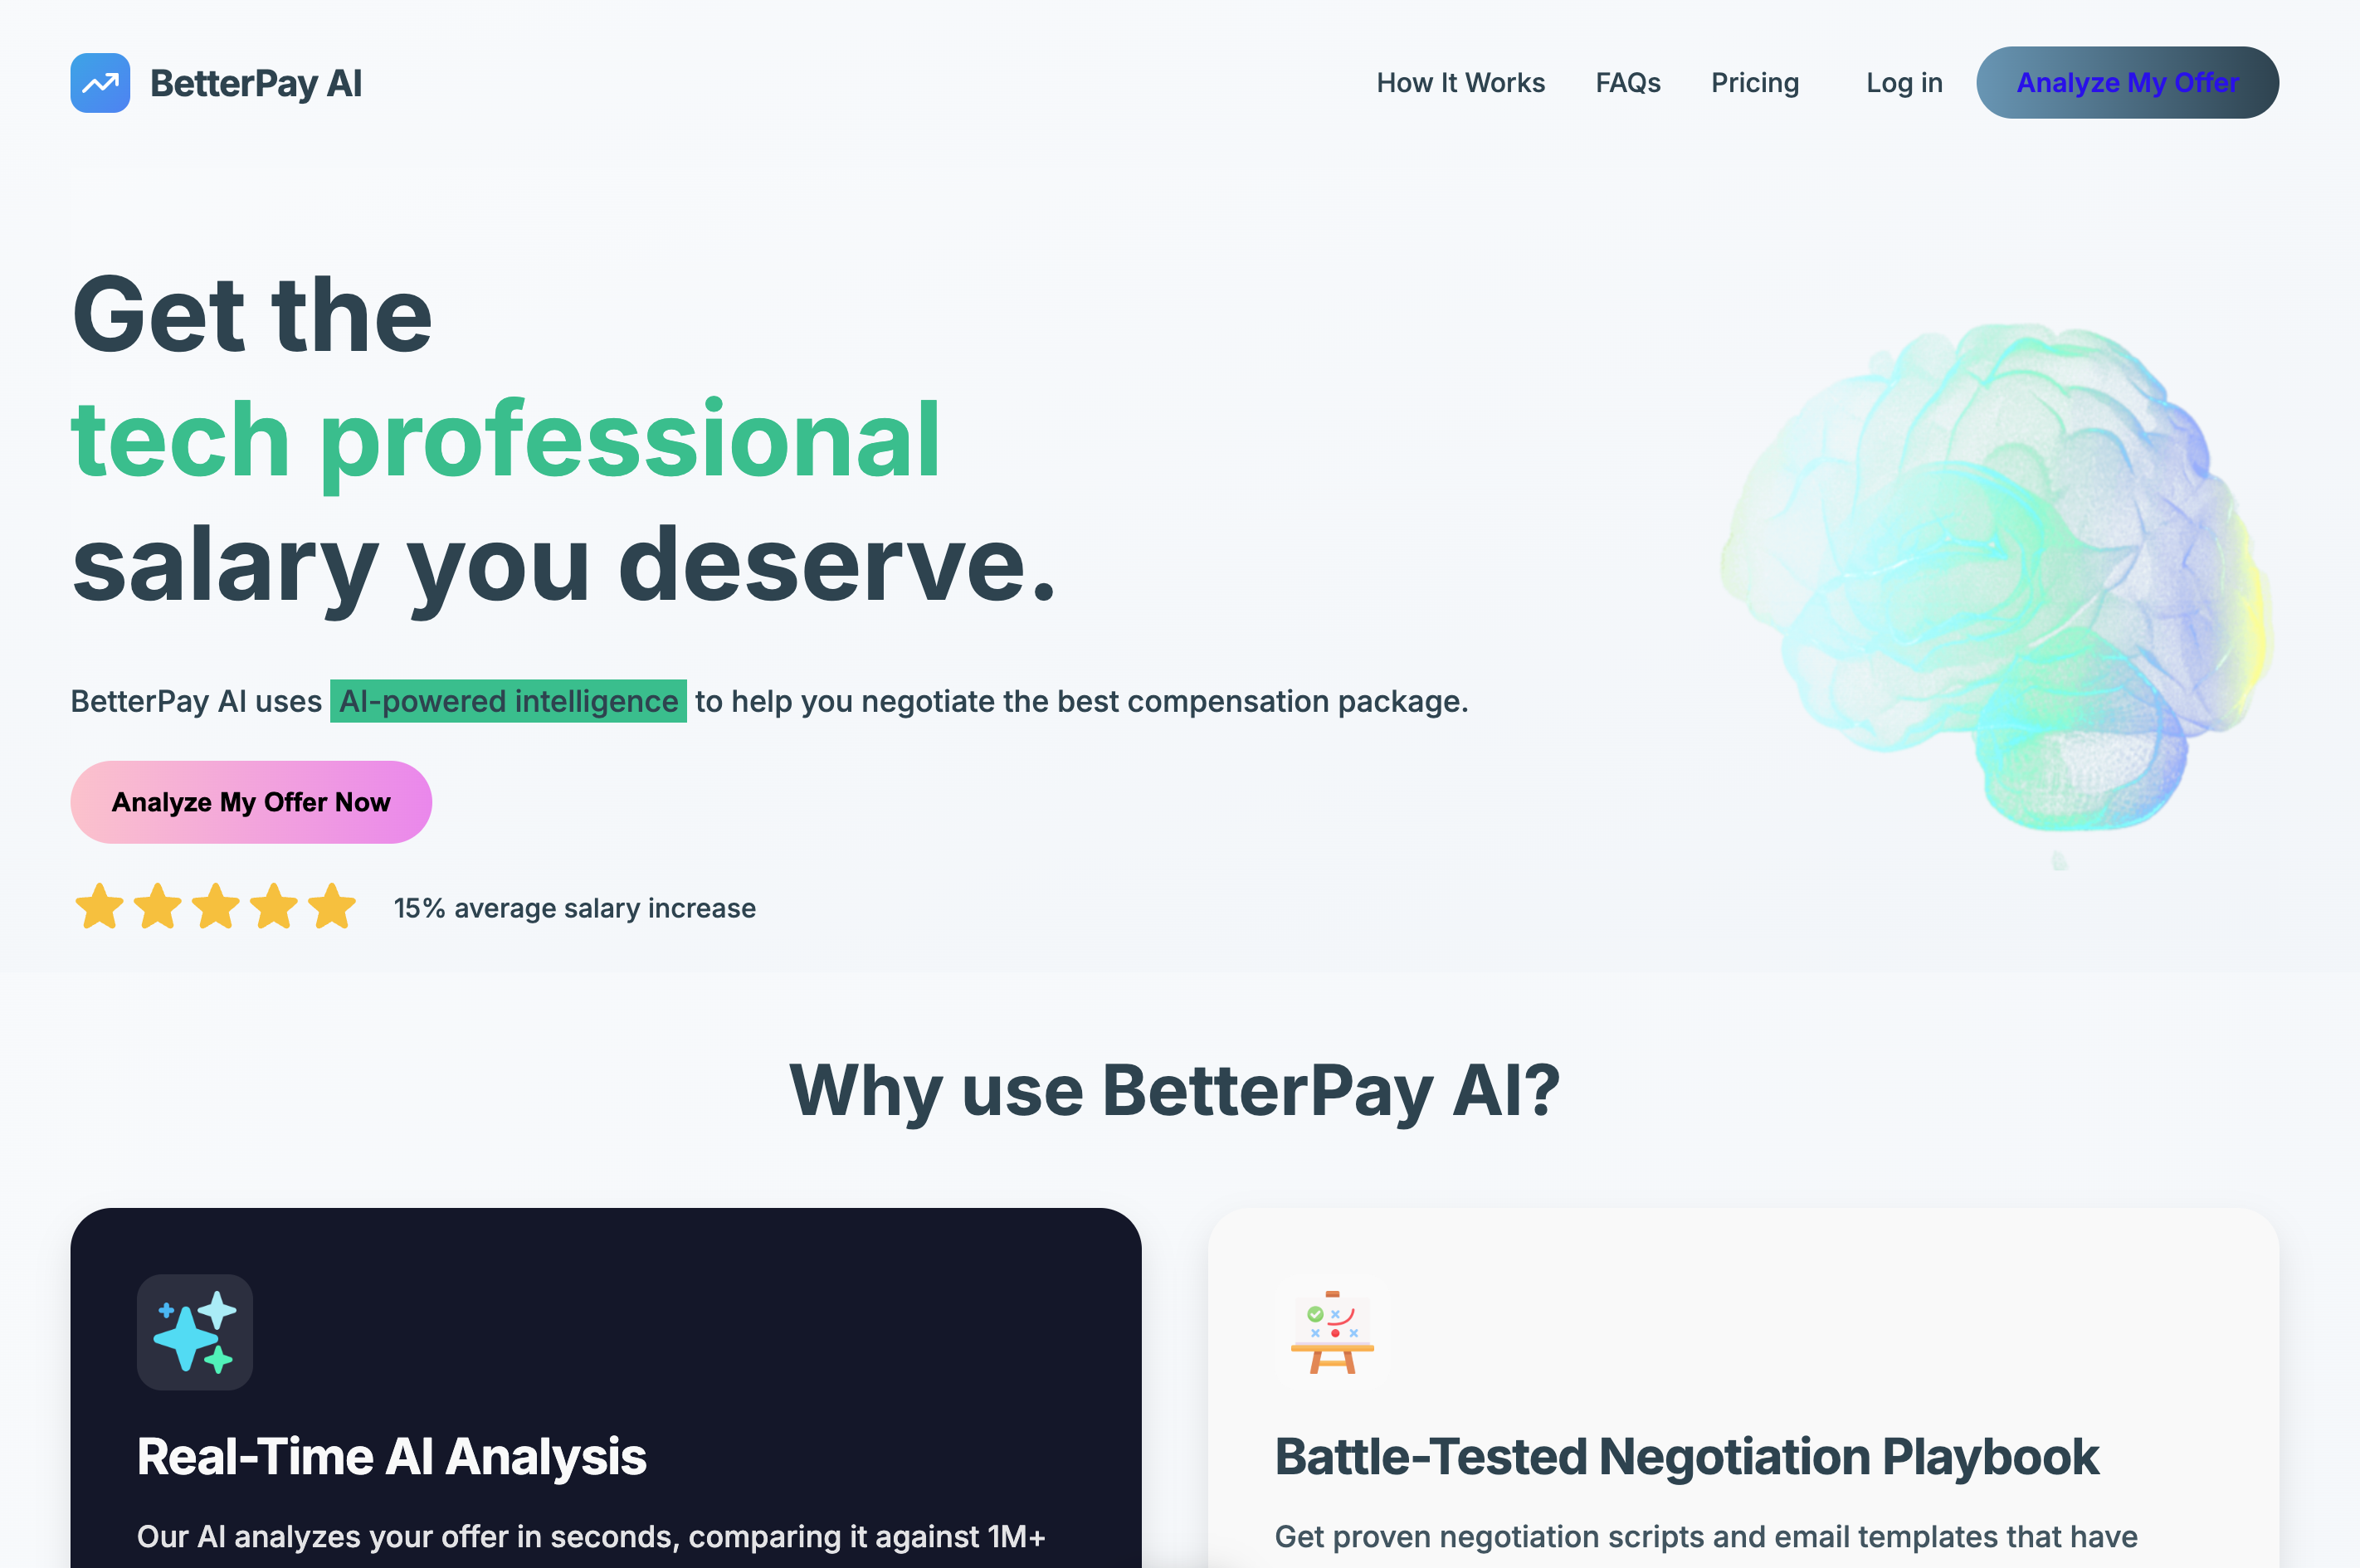 BetterPay AI
How It Works
FAQs
Pricing
Log in
Analyze My Offer
Get the
tech professional
salary you deserve.
BetterPay AI uses AI-powered intelligence to help you negotiate the best compensation package.
Analyze My Offer Now
15% average salary increase
Why use BetterPay AI?
Real-Time AI Analysis
Our AI analyzes your offer in seconds, comparing it against 1M+
Battle-Tested Negotiation Playbook
Get proven negotiation scripts and email templates that have